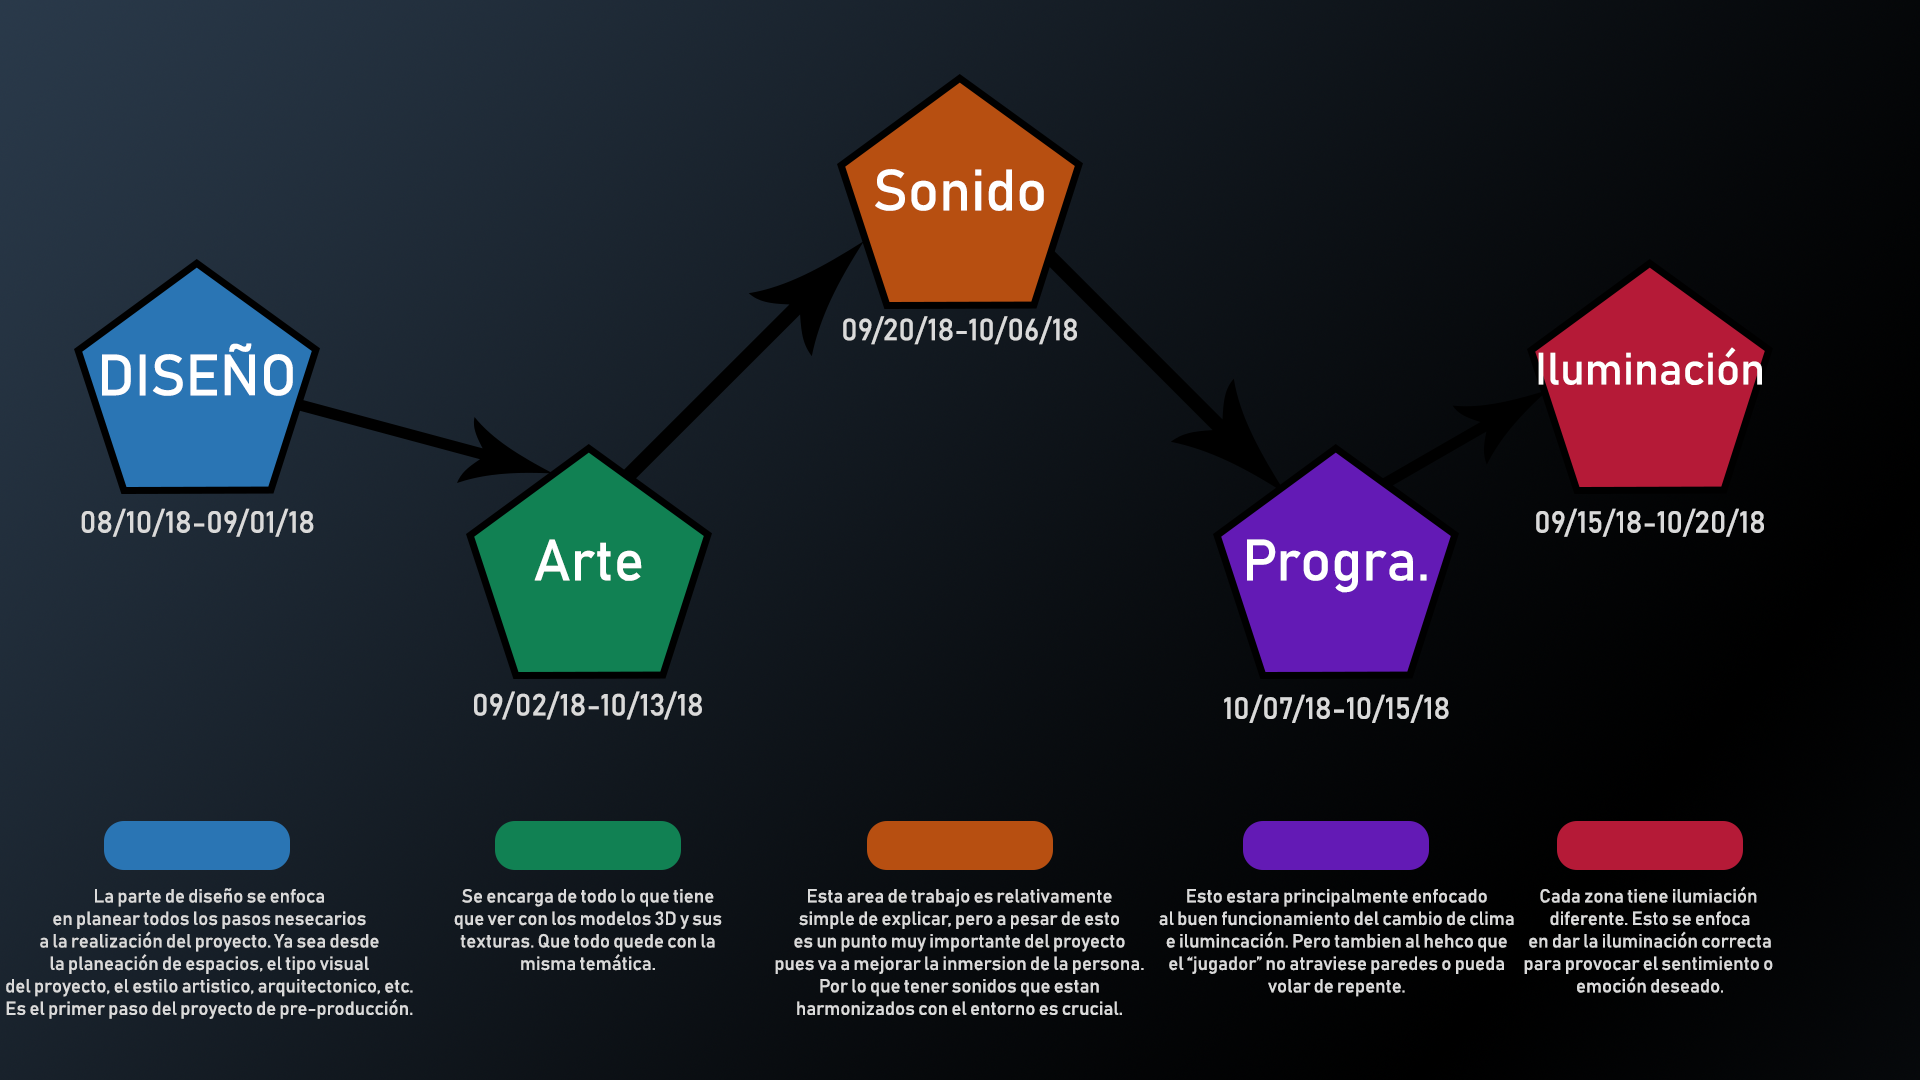 Sonido
09/20/18-10/06/18
DISEÑO
08/10/18-09/01/18
Iluminación
09/15/18-10/20/18
Arte
09/02/18-10/13/18
Progra.
10/07/18-10/15/18
La parte de diseño se enfoca
en planear todos los pasos nesecarios
a la realización del proyecto. Ya sea desde
la planeación de espacios, el tipo visual
del proyecto, el estilo artistico, arquitectonico, etc.
Es el primer paso del proyecto de pre-producción.
Se encarga de todo lo que tiene
que ver con los modelos 3D y sus
texturas. Que todo quede con la
misma temática.
Esta area de trabajo es relativamente
simple de explicar, pero a pesar de esto
es un punto muy importante del proyecto
pues va a mejorar la inmersion de la persona.
Por lo que tener sonidos que estan
harmonizados con el entorno es crucial.
Esto estara principalmente enfocado
al buen funcionamiento del cambio de clima
e ilumincación. Pero tambien al hehco que
el “jugador” no atraviese paredes o pueda
volar de repente.
Cada zona tiene ilumiación
diferente. Esto se enfoca
en dar la iluminación correcta
para provocar el sentimiento o
emoción deseado.